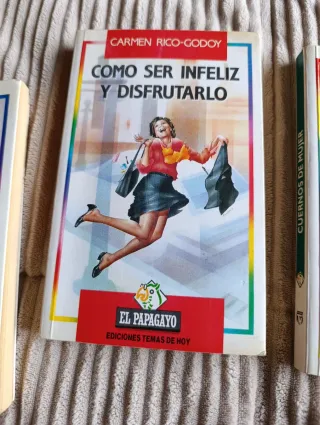 CARMEN RICO-GODOY
COMO SER INFELIZ
Y DISFRUTARLO
EL PAPAGAYO
EDICIONES TEMAS DE HOY
CUERNOS DE MUJER